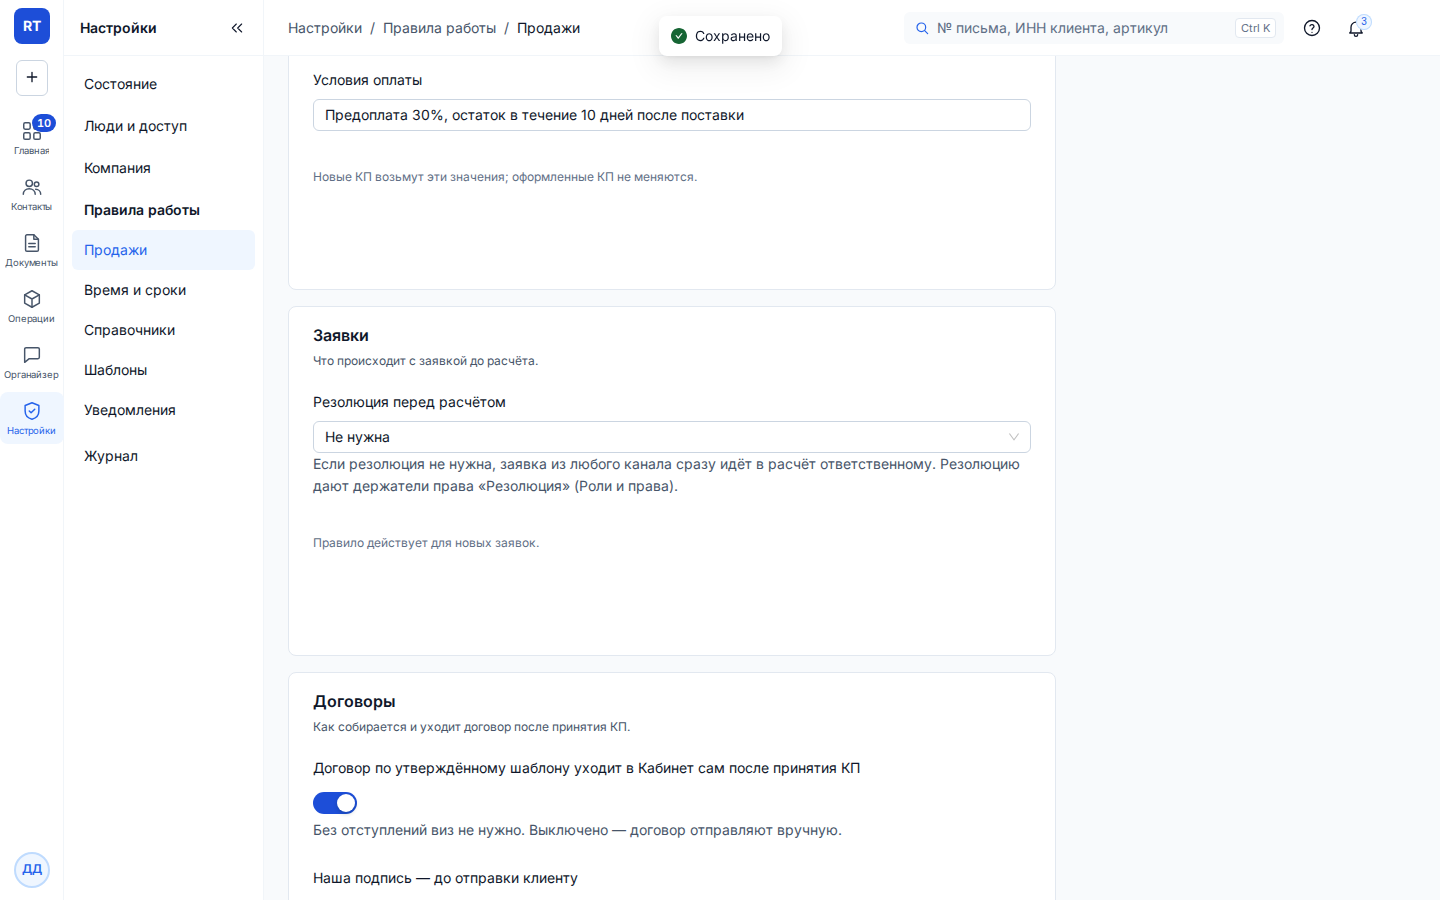 RT
Настройки
Настройки / Правила работы / Продажи
Сохранено
№ письма, ИНН клиента, артикул
Ctrl K
3
10
Главная
Контакты
Документы
Операции
Органайзер
Настройки
ДД
Состояние
Люди и доступ
Компания
Правила работы
Продажи
Время и сроки
Справочники
Шаблоны
Уведомления
Журнал
Условия оплаты
Предоплата 30%, остаток в течение 10 дней после поставки
Новые КП возьмут эти значения; оформленные КП не меняются.
Заявки
Что происходит с заявкой до расчёта.
Резолюция перед расчётом
Не нужна
Если резолюция не нужна, заявка из любого канала сразу идёт в расчёт ответственному. Резолюцию
дают держатели права «Резолюция» (Роли и права).
Правило действует для новых заявок.
Договоры
Как собирается и уходит договор после принятия КП.
Договор по утверждённому шаблону уходит в Кабинет сам после принятия КП
Без отступлений виз не нужно. Выключено — договор отправляют вручную.
Наша подпись — до отправки клиенту